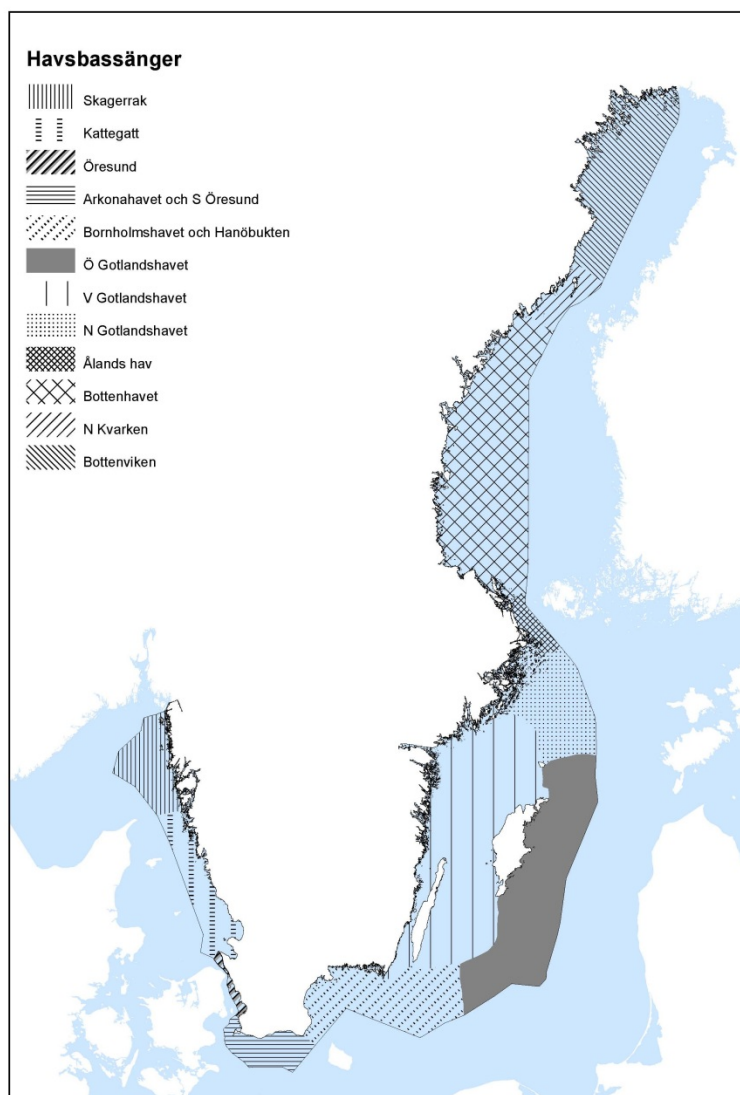 Havsbassänger
Skagerrak
Kattegatt
Öresund
Arkonahavet och S Öresund
Bornholmshavet och Hanöbukten
Ö Gotlandshavet
V Gotlandshavet
N Gotlandshavet
Ålands hav
Bottenhavet
N Kvarken
Bottenviken